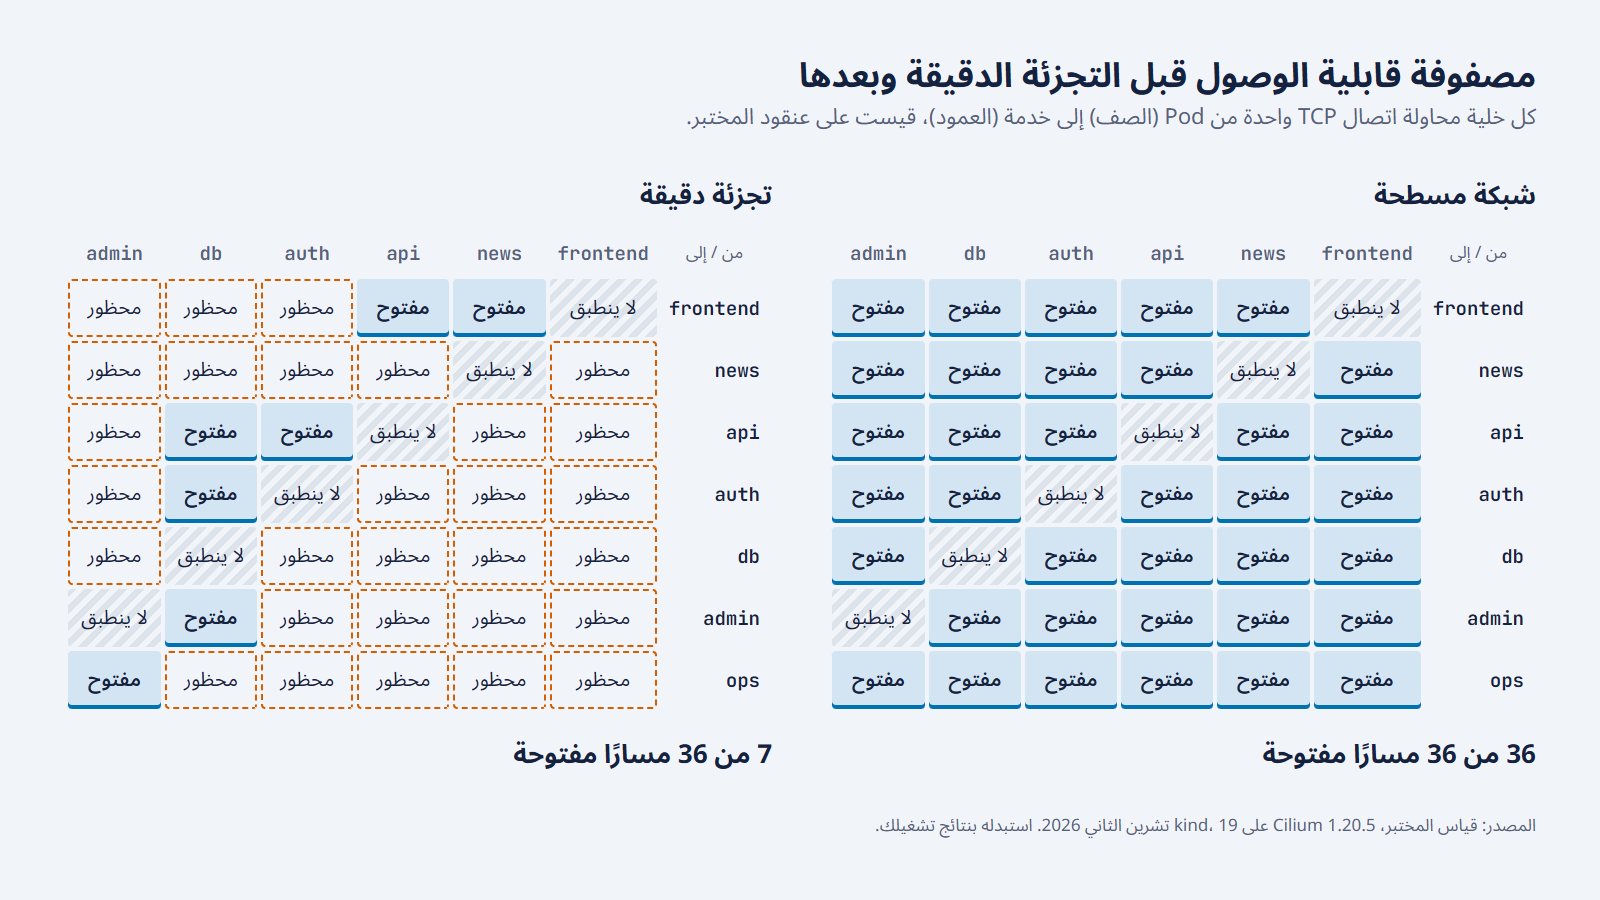 مصفوفة قابلية الوصول قبل التجزئة الدقيقة وبعدها
كل خلية محاولة اتصال TCP واحدة من Pod (الصف) إلى خدمة (العمود)، قيست على عنقود المختبر.
شبكة مسطحة
من / إلى frontend news api auth db admin
frontend لا ينطبق مفتوح مفتوح مفتوح مفتوح مفتوح
news مفتوح لا ينطبق مفتوح مفتوح مفتوح مفتوح
api مفتوح مفتوح لا ينطبق مفتوح مفتوح مفتوح
auth مفتوح مفتوح مفتوح لا ينطبق مفتوح مفتوح
db مفتوح مفتوح مفتوح مفتوح لا ينطبق مفتوح
admin مفتوح مفتوح مفتوح مفتوح مفتوح لا ينطبق
ops مفتوح مفتوح مفتوح مفتوح مفتوح مفتوح
36 من 36 مسارًا مفتوحة
تجزئة دقيقة
من / إلى frontend news api auth db admin
frontend لا ينطبق مفتوح مفتوح محظور محظور محظور
news محظور لا ينطبق محظور محظور محظور محظور
api محظور محظور لا ينطبق مفتوح مفتوح محظور
auth محظور محظور محظور لا ينطبق مفتوح محظور
db محظور محظور محظور محظور لا ينطبق محظور
admin محظور محظور محظور محظور مفتوح لا ينطبق
ops محظور محظور محظور محظور محظور مفتوح
7 من 36 مسارًا مفتوحة
المصدر: قياس المختبر، Cilium 1.20.5 على kind، 19 تشرين الثاني 2026. استبدله بنتائج تشغيلك.